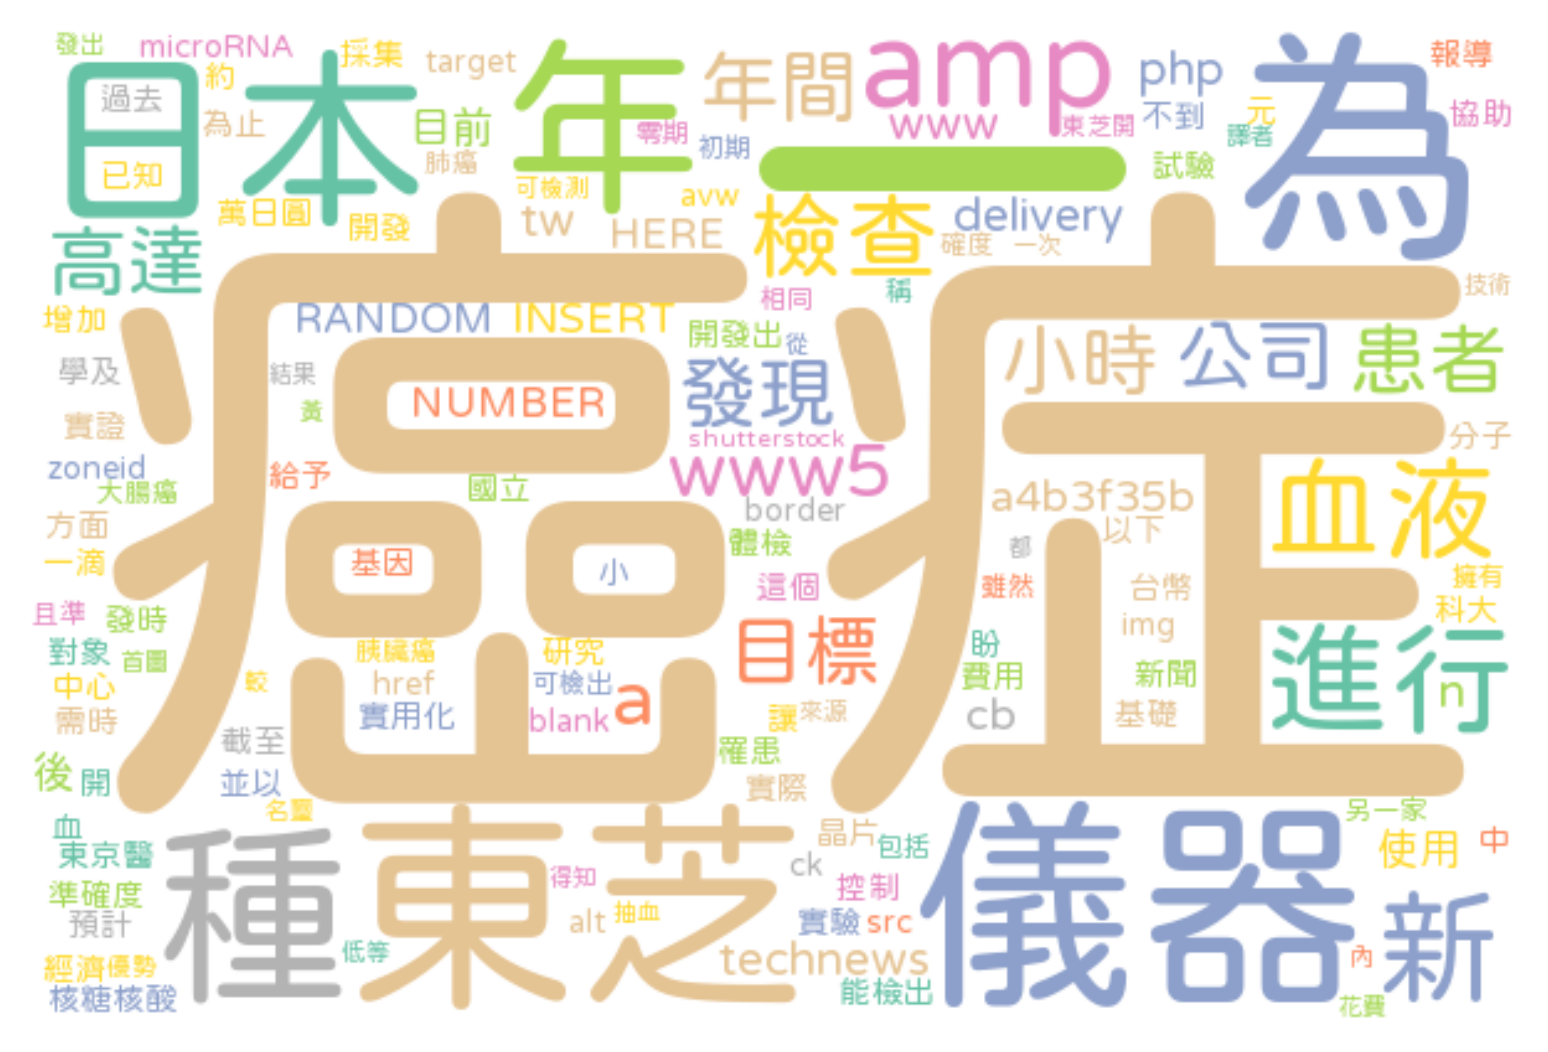 發出
microRNA
採集
target
年
年間
amp
php
為
報導
日本
約
過去
為止
目前
零期
初期
www
東芝開
不到
元
譯者
協助
肺癌
一
試驗
已知
萬日圓
開發
可檢測
tw
avw
HERE
檢查
delivery
確度
一次
高達
癌症
增加
RANDOM
INSERT
相同
稱
技術
開發出
從
小時
公司
患者
學及
結果
NUMBER
發現
黃
實證
shutterstock
分子
zoneid
給予
國立
www5
大腸癌
border
a4b3f35b
血液
方面
體檢
都
以下
一滴
基因
小
這個
雖然
台幣
擁有
且準
發時
目標
img
科大
對象
首圖
胰臟癌
研究
盼
進行
中心
較
href
可檢出
a
費用
新聞
n
需時
實用化
blank
讓
來源
cb
基礎
截至
罹患
後
開
並以
實際
名璽
另一家
血
種
東芝
晶片
包括
儀器
使用
中
東京醫
得知
ck
準確度
控制
預計
alt
抽血
實驗
src
新
低等
technews
內
經濟
優勢
能檢出
核糖核酸
花費